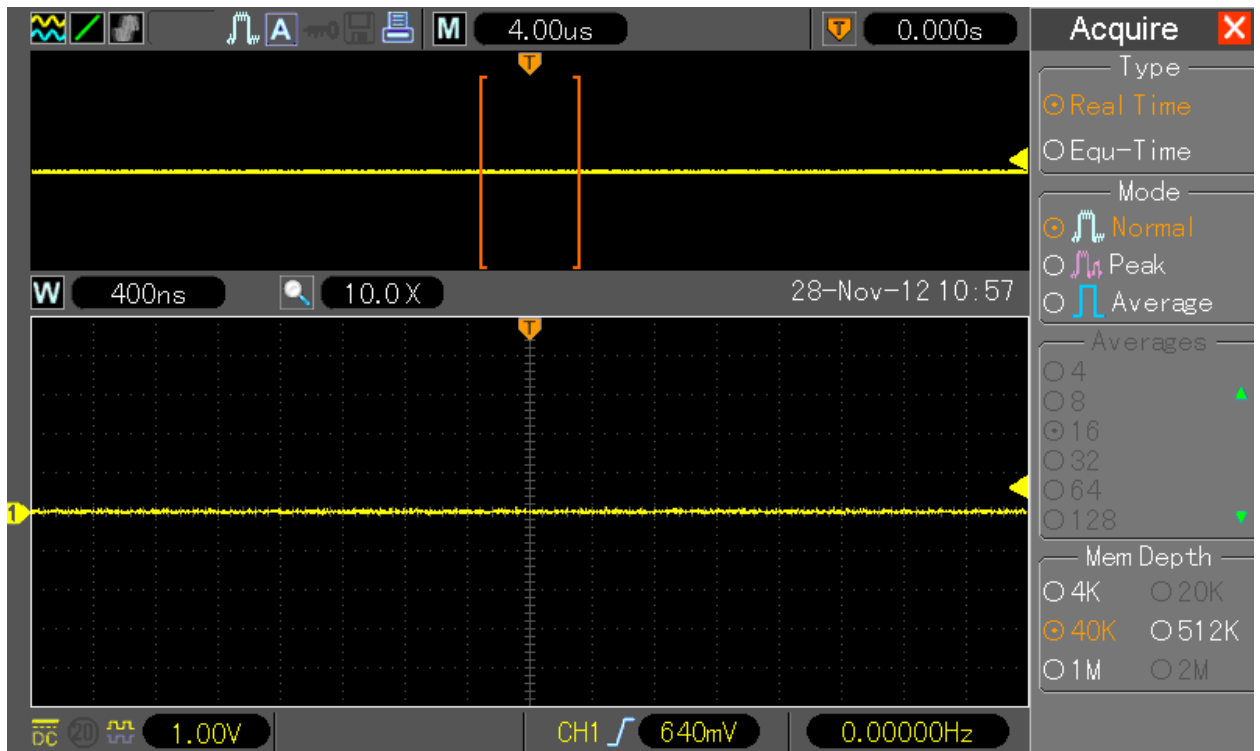 A M 4.00us T 0.000s
T
W 400ns 10.0X 28-Nov-12 10:57
T
1
DC 20 1.00V CH1 640mV 0.00000Hz
Acquire X
Type
Real Time
Equ-Time
Mode
Normal
Peak
Average
Averages
4
8
16
32
64
128
Mem Depth
4K 20K
40K 512K
1M 2M